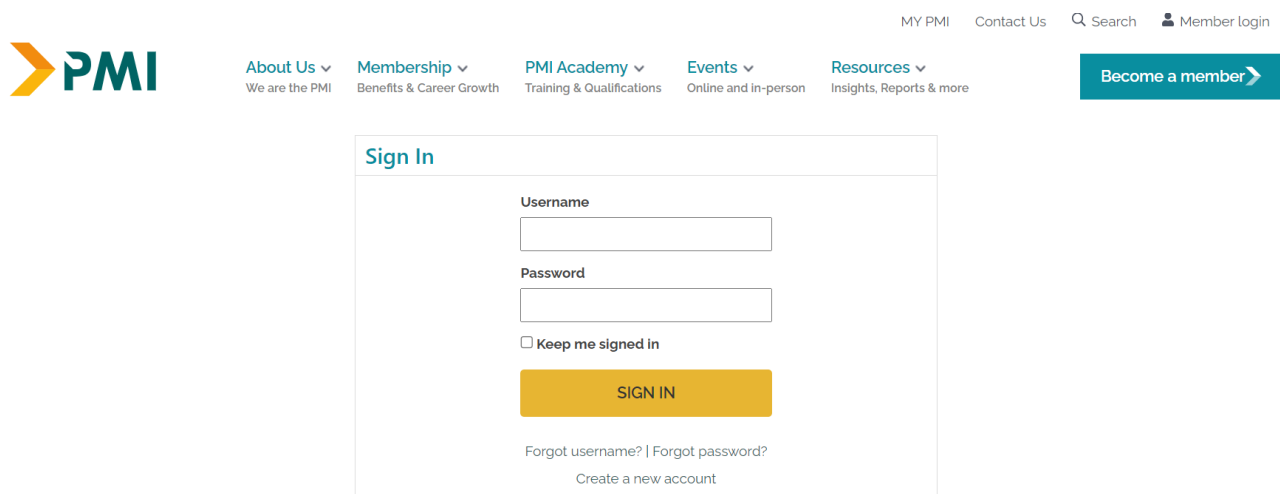 MY PMI Contact Us Search Member login
PMI
About Us Membership PMI Academy Events Resources
We are the PMI Benefits & Career Growth Training & Qualifications Online and in-person Insights, Reports & more
Become a member
Sign In
Username
Password
Keep me signed in
SIGN IN
Forgot username? | Forgot password?
Create a new account